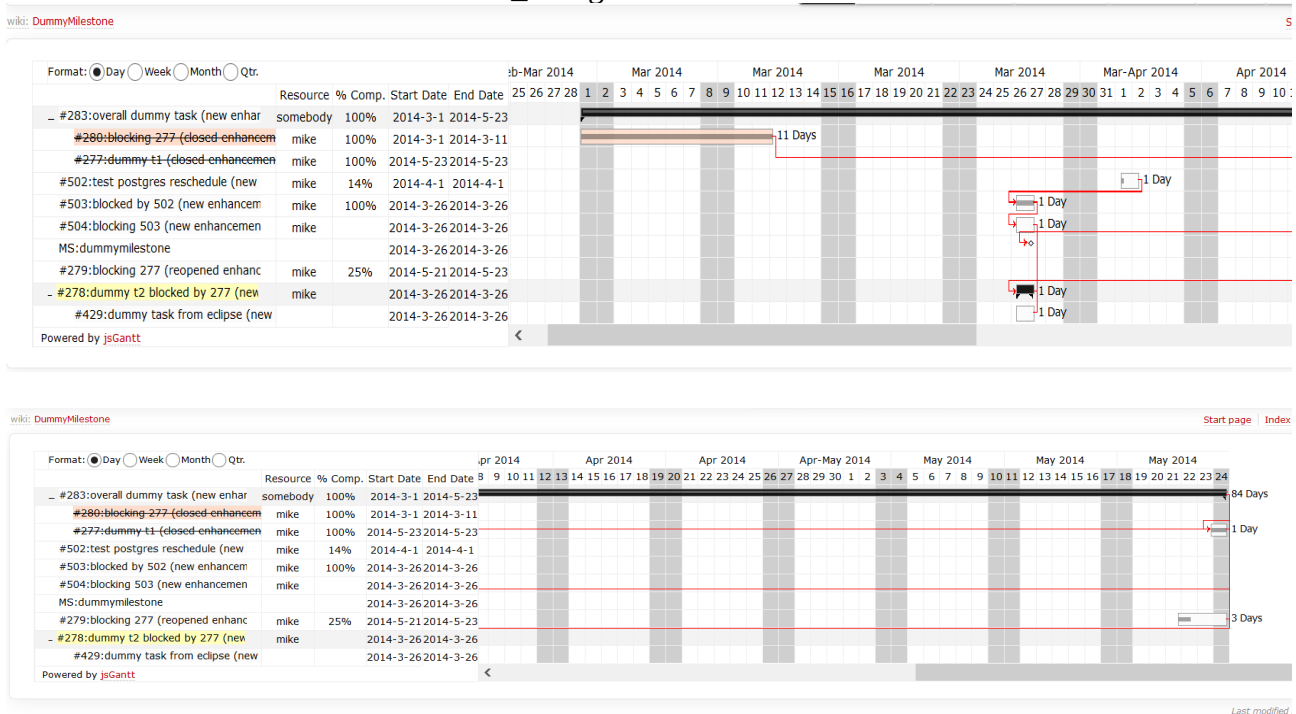 wiki: DummyMilestone
Format: Day Week Month Qtr.
b-Mar 2014 Mar 2014 Mar 2014 Mar 2014 Mar 2014 Mar-Apr 2014 Apr 2014
Resource % Comp. Start Date End Date 25 26 27 28 1 2 3 4 5 6 7 8 9 10 11 12 13 14 15 16 17 18 19 20 21 22 23 24 25 26 27 28 29 30 31 1 2 3 4 5 6 7 8 9 10
- #283:overall dummy task (new enhar somebody 100% 2014-3-1 2014-5-23
#280:blocking 277 (closed enhancem mike 100% 2014-3-1 2014-3-11 11 Days
#277:dummy t1 (closed enhancemen mike 100% 2014-5-23 2014-5-23
#502:test postgres reschedule (new mike 14% 2014-4-1 2014-4-1 1 Day
#503:blocked by 502 (new enhancem mike 100% 2014-3-26 2014-3-26 1 Day
#504:blocking 503 (new enhancemen mike 2014-3-26 2014-3-26 1 Day
MS:dummymilestone 2014-3-26 2014-3-26
#279:blocking 277 (reopened enhanc mike 25% 2014-5-21 2014-5-23
- #278:dummy t2 blocked by 277 (new mike 2014-3-26 2014-3-26 1 Day
#429:dummy task from eclipse (new 2014-3-26 2014-3-26 1 Day
Powered by jsGantt
wiki: DummyMilestone Start page Index
Format: Day Week Month Qtr.
pr 2014 Apr 2014 Apr 2014 Apr-May 2014 May 2014 May 2014 May 2014
Resource % Comp. Start Date End Date 8 9 10 11 12 13 14 15 16 17 18 19 20 21 22 23 24 25 26 27 28 29 30 1 2 3 4 5 6 7 8 9 10 11 12 13 14 15 16 17 18 19 20 21 22 23 24
- #283:overall dummy task (new enhar somebody 100% 2014-3-1 2014-5-23 84 Days
#280:blocking 277 (closed enhancem mike 100% 2014-3-1 2014-3-11
#277:dummy t1 (closed enhancemen mike 100% 2014-5-23 2014-5-23 1 Day
#502:test postgres reschedule (new mike 14% 2014-4-1 2014-4-1
#503:blocked by 502 (new enhancem mike 100% 2014-3-26 2014-3-26
#504:blocking 503 (new enhancemen mike 2014-3-26 2014-3-26
MS:dummymilestone 2014-3-26 2014-3-26
#279:blocking 277 (reopened enhanc mike 25% 2014-5-21 2014-5-23 3 Days
- #278:dummy t2 blocked by 277 (new mike 2014-3-26 2014-3-26
#429:dummy task from eclipse (new 2014-3-26 2014-3-26
Powered by jsGantt
Last modified